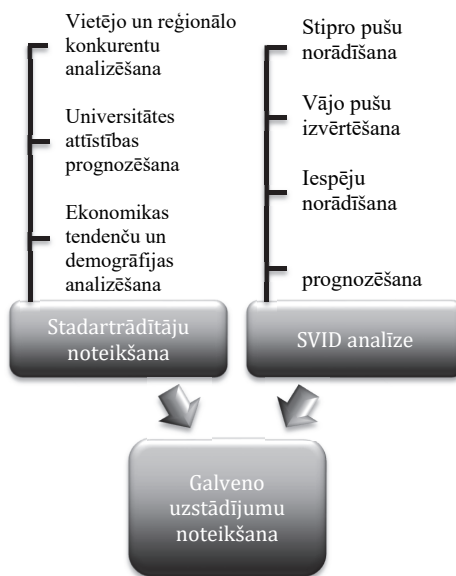 Vietējo un reģionālo
konkurentu
analizēšana
Universitātes
attīstības
prognozēšana
Ekonomikas
tendenču un
demogrāfijas
analizēšana
Stadartrādītāju
noteikšana
Stipro pušu
norādīšana
Vājo pušu
izvērtēšana
Iespēju
norādīšana
prognozēšana
SVID analīze
Galveno
uzstādījumu
noteikšana